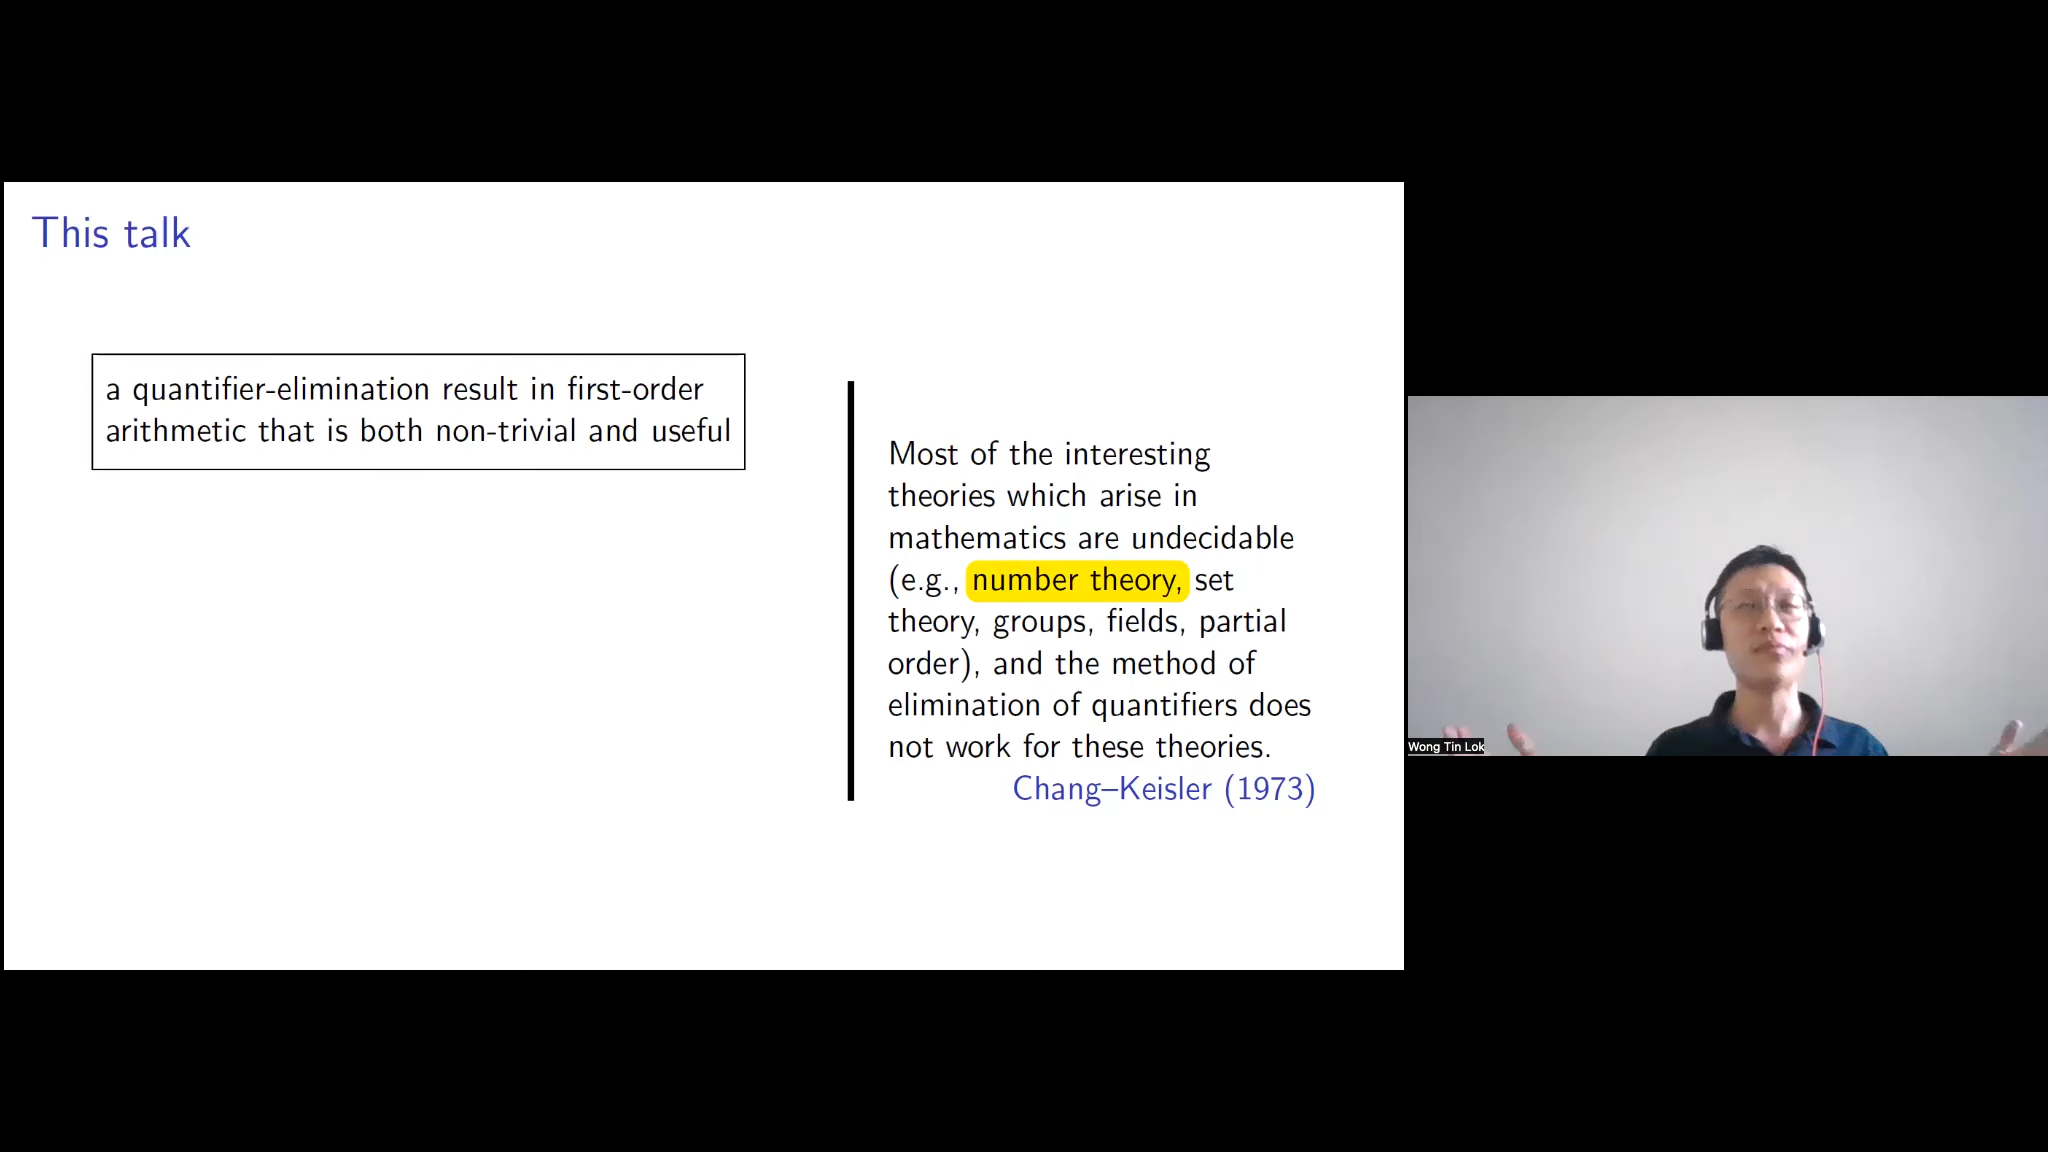 This talk
a quantifier-elimination result in first-order
arithmetic that is both non-trivial and useful
Most of the interesting
theories which arise in
mathematics are undecidable
(e.g., number theory, set
theory, groups, fields, partial
order), and the method of
elimination of quantifiers does
not work for these theories.
Chang–Keisler (1973)
Wong Tin Lok